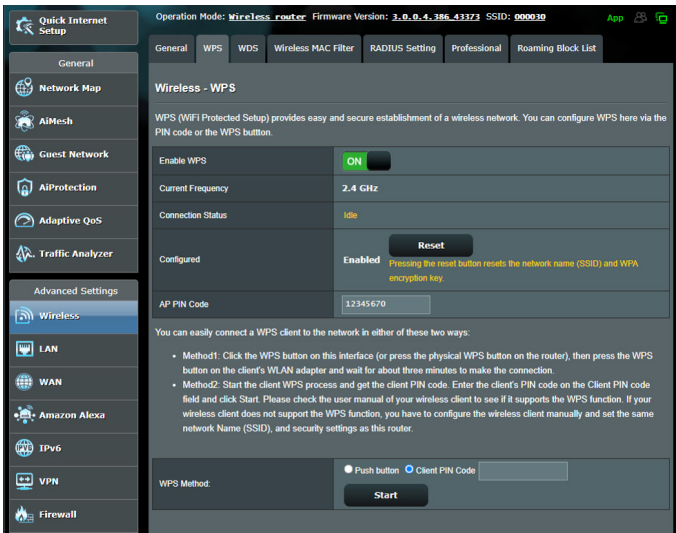 Quick Internet
Setup
General
Network Map
AiMesh
Guest Network
AiProtection
Adaptive QoS
Traffic Analyzer
Advanced Settings
Wireless
LAN
WAN
Amazon Alexa
IPv6
VPN
Firewall
Operation Mode: Wireless router Firmware Version: 3.0.0.4.386_43373 SSID: 000030 App
General WPS WDS Wireless MAC Filter RADIUS Setting Professional Roaming Block List
Wireless - WPS
WPS (WiFi Protected Setup) provides easy and secure establishment of a wireless network. You can configure WPS here via the
PIN code or the WPS buttton.
Enable WPS ON
Current Frequency 2.4 GHz
Connection Status Idle
Configured Enabled Reset
Pressing the reset button resets the network name (SSID) and WPA
encryption key.
AP PIN Code 12345670
You can easily connect a WPS client to the network in either of these two ways:
• Method1: Click the WPS button on this interface (or press the physical WPS button on the router), then press the WPS
button on the client's WLAN adapter and wait for about three minutes to make the connection.
• Method2: Start the client WPS process and get the client PIN code. Enter the client's PIN code on the Client PIN code
field and click Start. Please check the user manual of your wireless client to see if it supports the WPS function. If your
wireless client does not support the WPS function, you have to configure the wireless client manually and set the same
network Name (SSID), and security settings as this router.
WPS Method: Push button Client PIN Code
Start